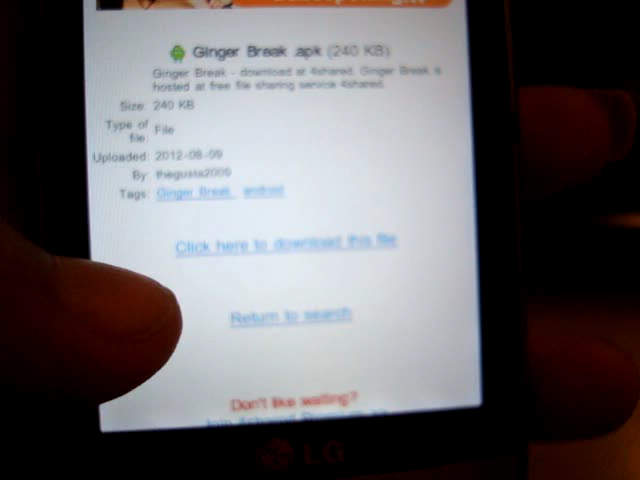 Ginger Break .apk (240 KB)
Ginger Break - download at 4shared. Ginger Break is
hosted at free file sharing service 4shared.
Size: 240 KB
Type of file: File
Uploaded: 2012-08-09
By: thegusta2009
Tags: Ginger Break, android
Click here to download this file
Return to search
Don't like waiting?
LG